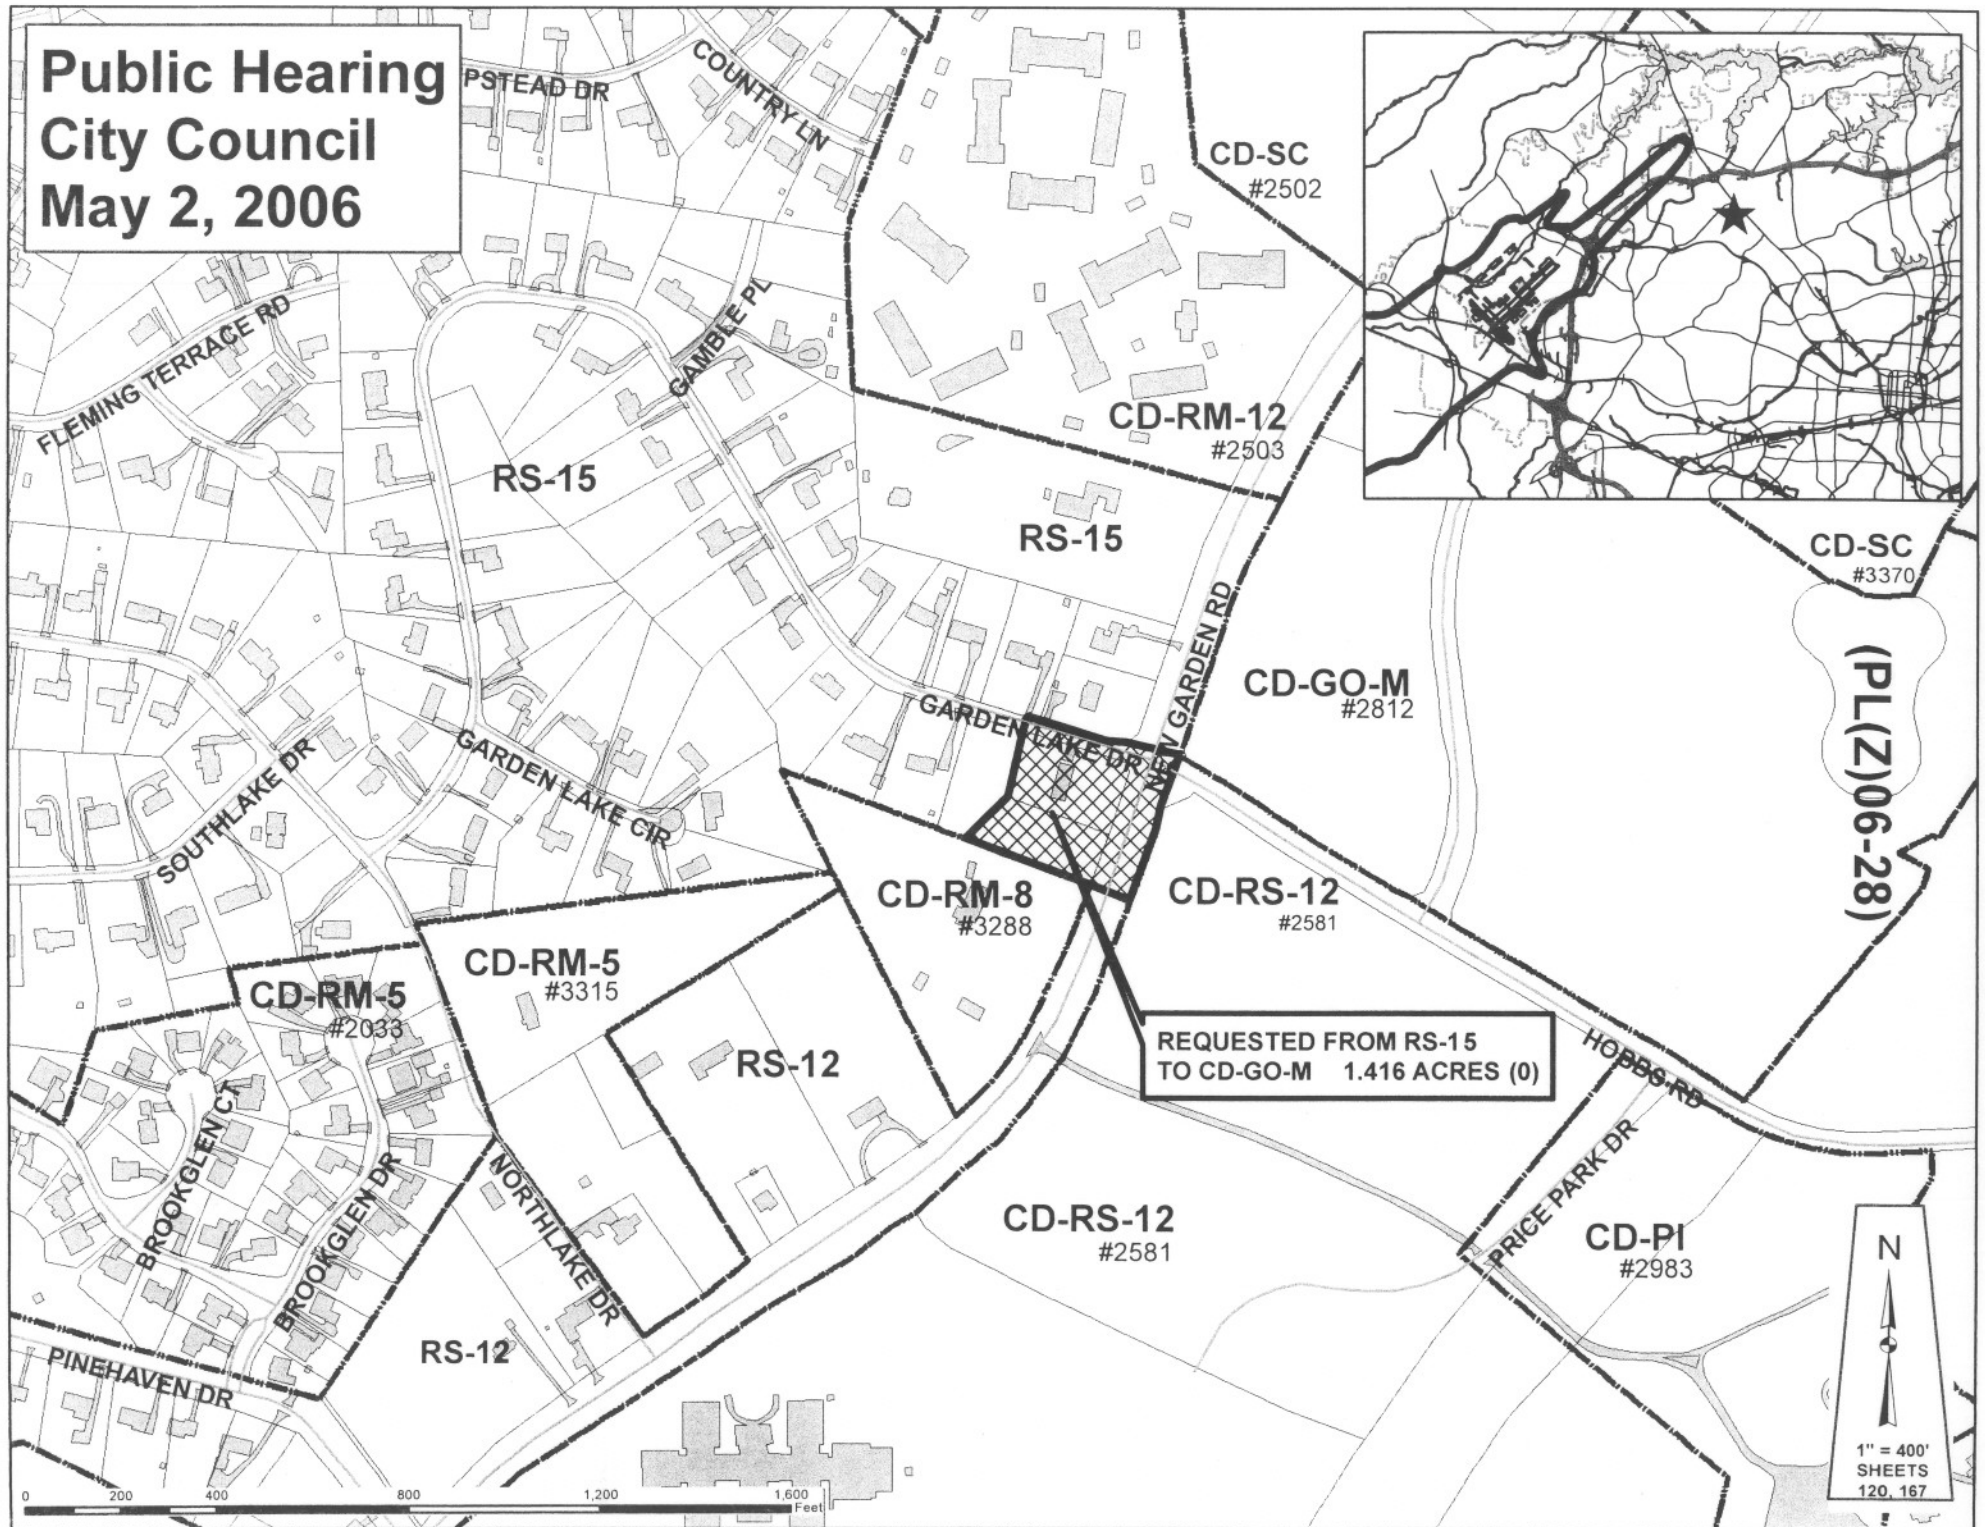 Public Hearing
City Council
May 2, 2006
PSTEAD DR
COUNTRY LN
CD-SC
#2502
FLEMING TERRACE RD
GAMBLE PL
CD-RM-12
#2503
RS-15
RS-15
CD-SC
#3370
NEW GARDEN RD
CD-GO-M
#2812
(PL(Z)06-28)
GARDEN LAKE DR
SOUTHLAKE DR
GARDEN LAKE CIR
CD-RM-8
#3288
CD-RS-12
#2581
CD-RM-5
#3315
CD-RM-5
#2033
RS-12
REQUESTED FROM RS-15
TO CD-GO-M 1.416 ACRES (0)
HOBBS RD
PRICE PARK DR
BROOKGLEN CT
BROOKGLEN DR
NORTHLAKE DR
CD-RS-12
#2581
CD-PI
#2983
RS-12
PINEHAVEN DR
N
1" = 400'
SHEETS
120, 167
0 200 400 800 1,200 1,600
Feet